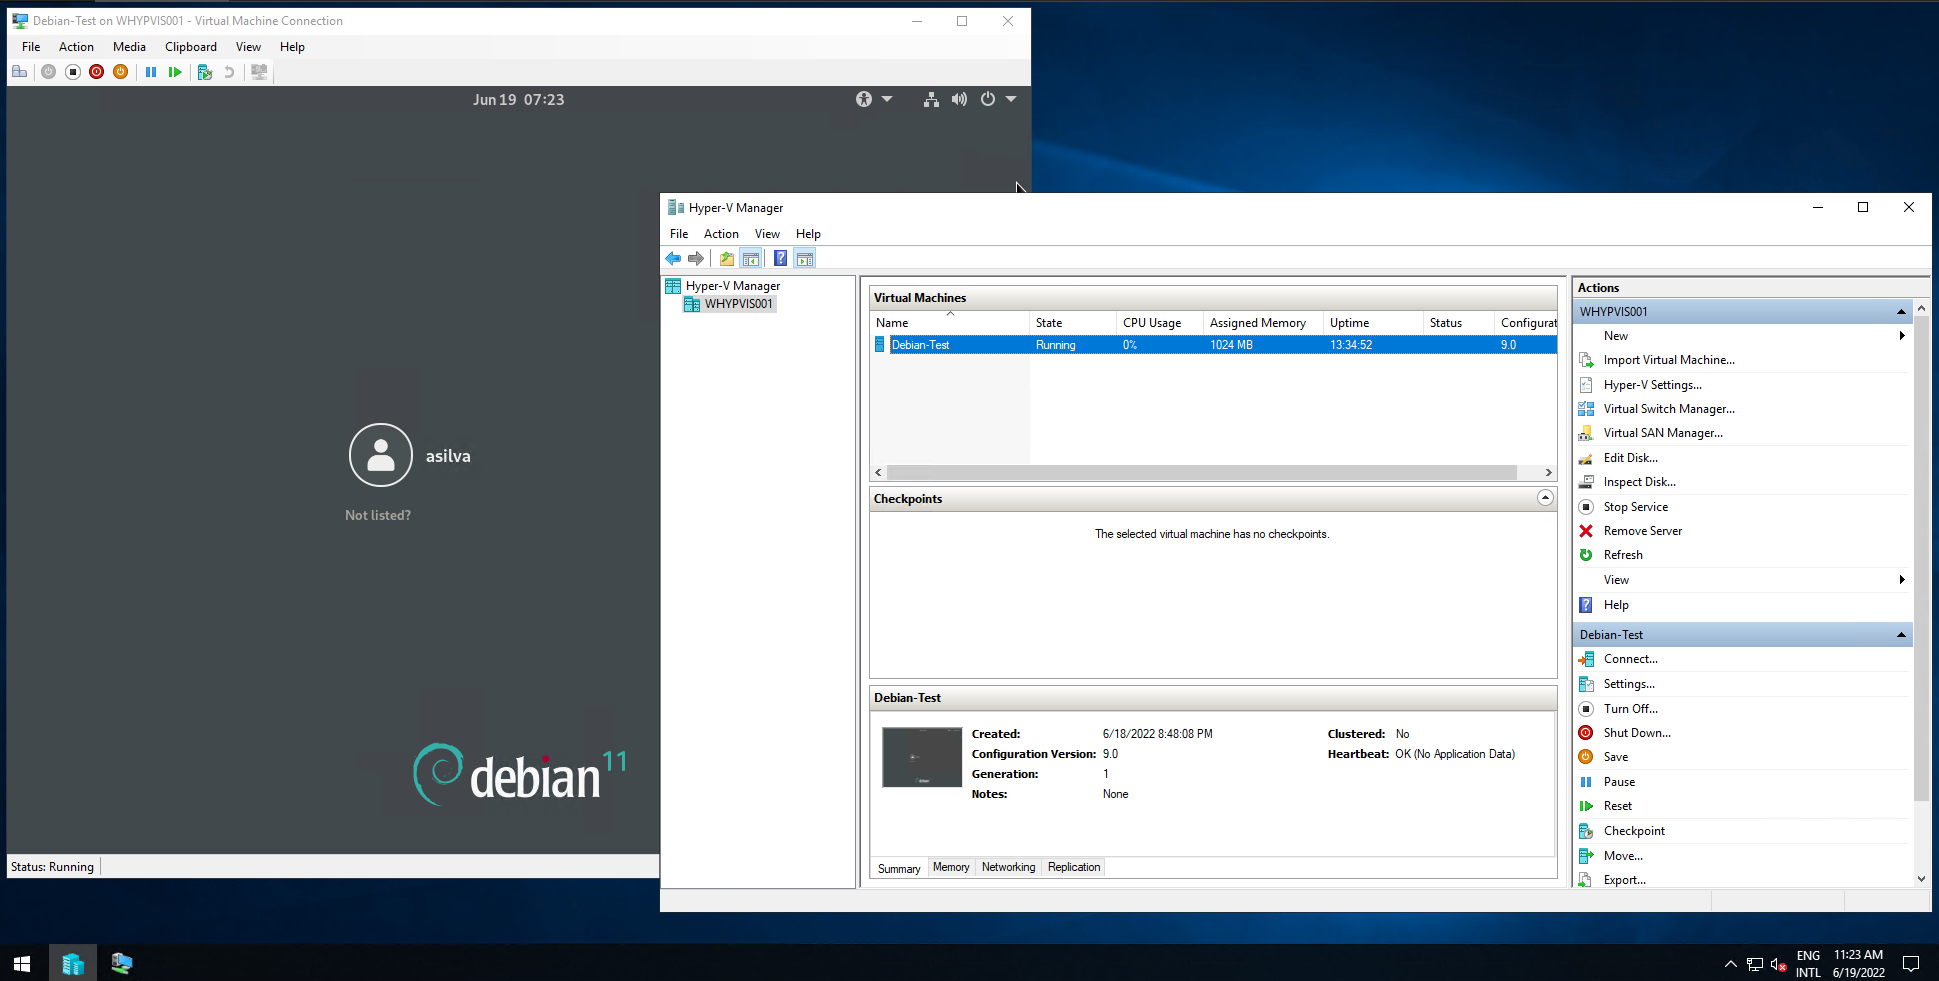 Debian-Test on WHYPVIS001 - Virtual Machine Connection
File Action Media Clipboard View Help
Jun 19 07:23
asilva
Not listed?
debian 11
Status: Running
Hyper-V Manager
File Action View Help
Hyper-V Manager
WHYPVIS001
Virtual Machines
Name State CPU Usage Assigned Memory Uptime Status Configurat
Debian-Test Running 0% 1024 MB 13:34:52 9.0
Checkpoints
The selected virtual machine has no checkpoints.
Debian-Test
Created: 6/18/2022 8:48:08 PM Clustered: No
Configuration Version: 9.0 Heartbeat: OK (No Application Data)
Generation: 1
Notes: None
Summary Memory Networking Replication
Actions
WHYPVIS001
New
Import Virtual Machine...
Hyper-V Settings...
Virtual Switch Manager...
Virtual SAN Manager...
Edit Disk...
Inspect Disk...
Stop Service
Remove Server
Refresh
View
Help
Debian-Test
Connect...
Settings...
Turn Off...
Shut Down...
Save
Pause
Reset
Checkpoint
Move...
Export...
ENG 11:23 AM
INTL 6/19/2022